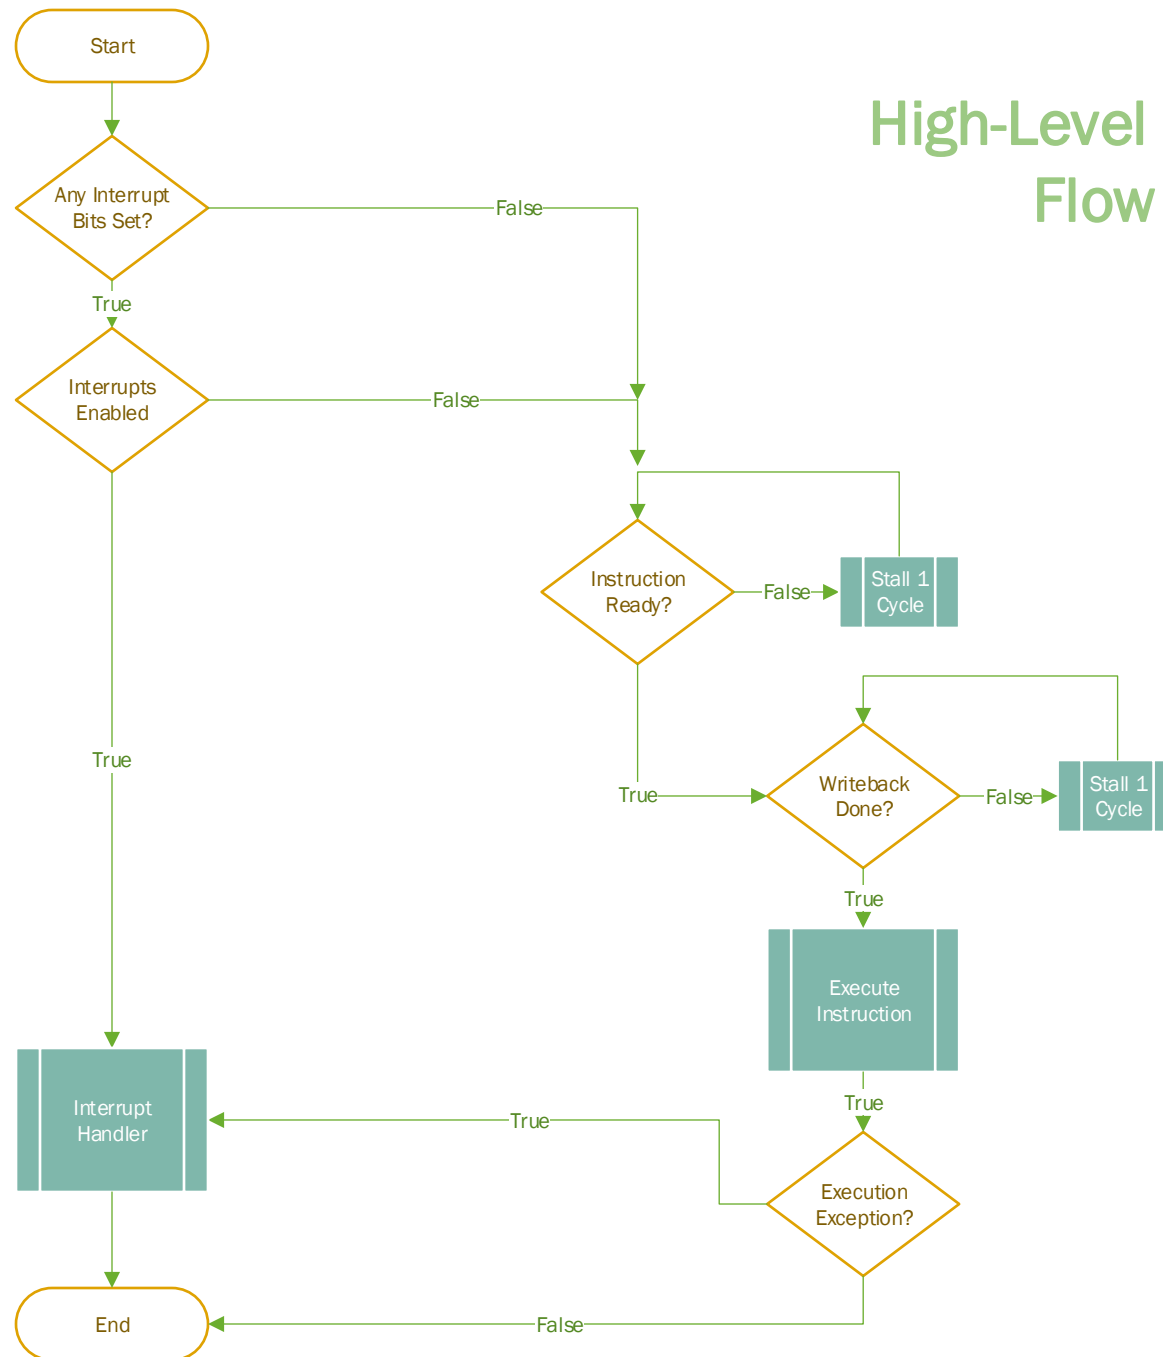 Start
High-Level
Flow
Any Interrupt
Bits Set?
False
True
Interrupts
Enabled
False
Instruction
Ready?
False
Stall 1
Cycle
True
True
Writeback
Done?
False
Stall 1
Cycle
True
Execute
Instruction
True
Interrupt
Handler
True
Execution
Exception?
End
False